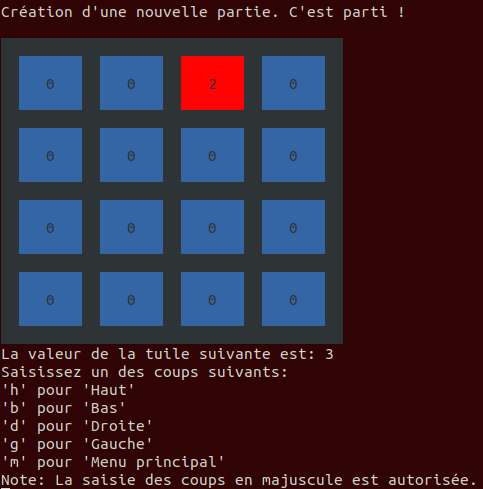 Création d'une nouvelle partie. C'est parti !
0 0 2 0
0 0 0 0
0 0 0 0
0 0 0 0
La valeur de la tuile suivante est: 3
Saisissez un des coups suivants:
'h' pour 'Haut'
'b' pour 'Bas'
'd' pour 'Droite'
'g' pour 'Gauche'
'm' pour 'Menu principal'
Note: La saisie des coups en majuscule est autorisée.